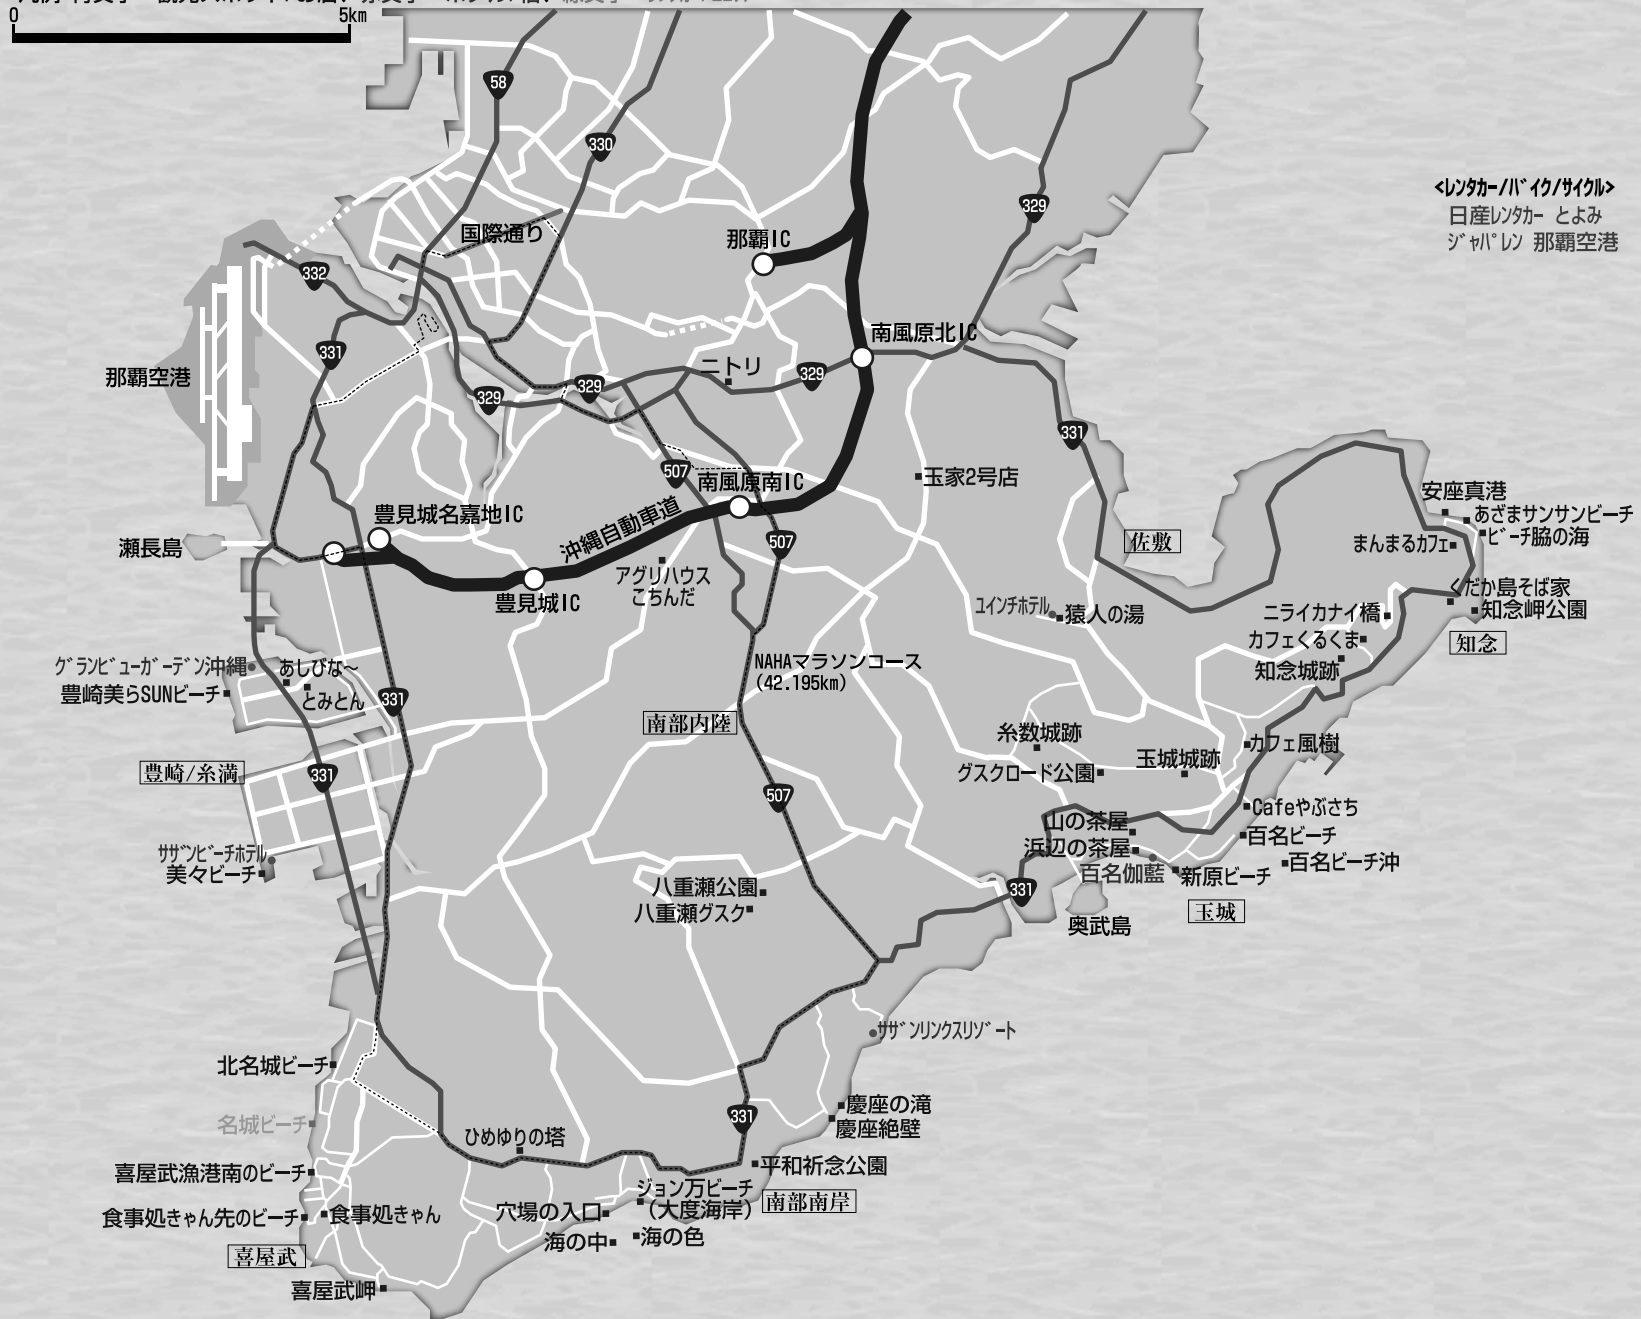 0 5km
58
330
329
<レンタカー/バイク/サイクル>
日産レンタカー とよみ
ジャパレン 那覇空港
国際通り
那覇IC
332
331
南風原北IC
那覇空港
ニトリ
329
329
329
331
507
南風原南IC
玉家2号店
安座真港
あざまサンサンビーチ
ビーチ脇の海
まんまるカフェ
豊見城名嘉地IC
沖縄自動車道
507
佐敷
瀬長島
アグリハウス
こちんだ
豊見城IC
ユインチホテル
猿人の湯
くだか島そば家
知念岬公園
ニライカナイ橋
カフェくるくま
知念城跡
知念
グランビューガーデン沖縄
あしびな～
豊崎美らSUNビーチ
とみとん
331
NAHAマラソンコース
(42.195km)
南部内陸
糸数城跡
グスクロード公園
玉城城跡
カフェ風樹
豊崎/糸満
331
507
Cafeやぶさち
山の茶屋
浜辺の茶屋
百名ビーチ
百名ビーチ沖
百名伽藍
新原ビーチ
サザンビーチホテル
美々ビーチ
八重瀬公園
八重瀬グスク
331
玉城
奥武島
サザンリンクスリゾート
北名城ビーチ
名城ビーチ
慶座の滝
慶座絶壁
331
ひめゆりの塔
平和祈念公園
喜屋武漁港南のビーチ
ジョン万ビーチ
(大度海岸)
南部南岸
食事処きゃん先のビーチ
食事処きゃん
穴場の入口
海の中
海の色
喜屋武
喜屋武岬